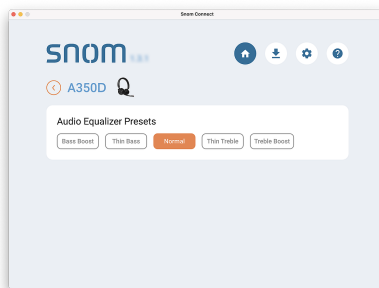 Snom Connect
snom
A350D
Audio Equalizer Presets
Bass Boost Thin Bass Normal Thin Treble Treble Boost